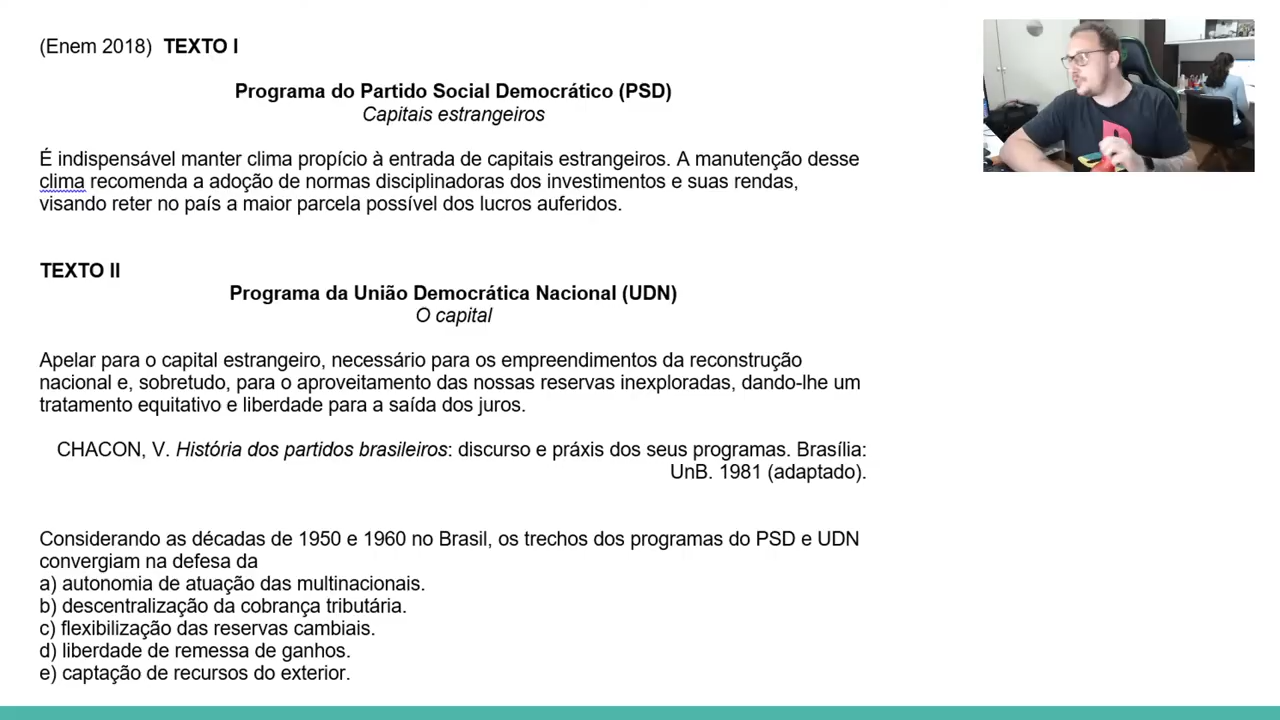 (Enem 2018)  TEXTO I
Programa do Partido Social Democrático (PSD)
Capitais estrangeiros
É indispensável manter clima propício à entrada de capitais estrangeiros. A manutenção desse
clima recomenda a adoção de normas disciplinadoras dos investimentos e suas rendas,
visando reter no país a maior parcela possível dos lucros auferidos.
TEXTO II
Programa da União Democrática Nacional (UDN)
O capital
Apelar para o capital estrangeiro, necessário para os empreendimentos da reconstrução
nacional e, sobretudo, para o aproveitamento das nossas reservas inexploradas, dando-lhe um
tratamento equitativo e liberdade para a saída dos juros.
CHACON, V. História dos partidos brasileiros: discurso e práxis dos seus programas. Brasília:
UnB. 1981 (adaptado).
Considerando as décadas de 1950 e 1960 no Brasil, os trechos dos programas do PSD e UDN
convergiam na defesa da
a) autonomia de atuação das multinacionais.
b) descentralização da cobrança tributária.
c) flexibilização das reservas cambiais.
d) liberdade de remessa de ganhos.
e) captação de recursos do exterior.